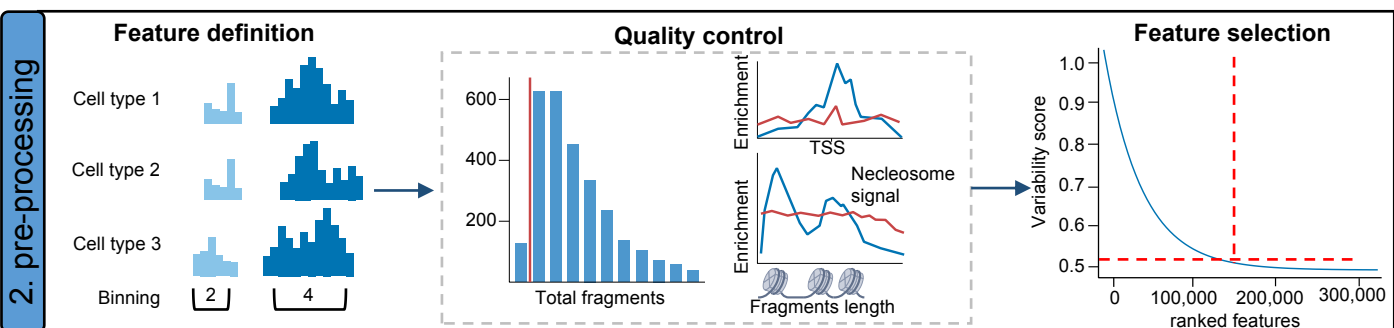 2. pre-processing
Feature definition
Cell type 1
Cell type 2
Cell type 3
Binning
2
4
Quality control
600
400
200
Total fragments
Enrichment
TSS
Enrichment
Necleosome
signal
Fragments length
Feature selection
Variability score
1.0
0.9
0.8
0.7
0.6
0.5
0
100,000
200,000
300,000
ranked features